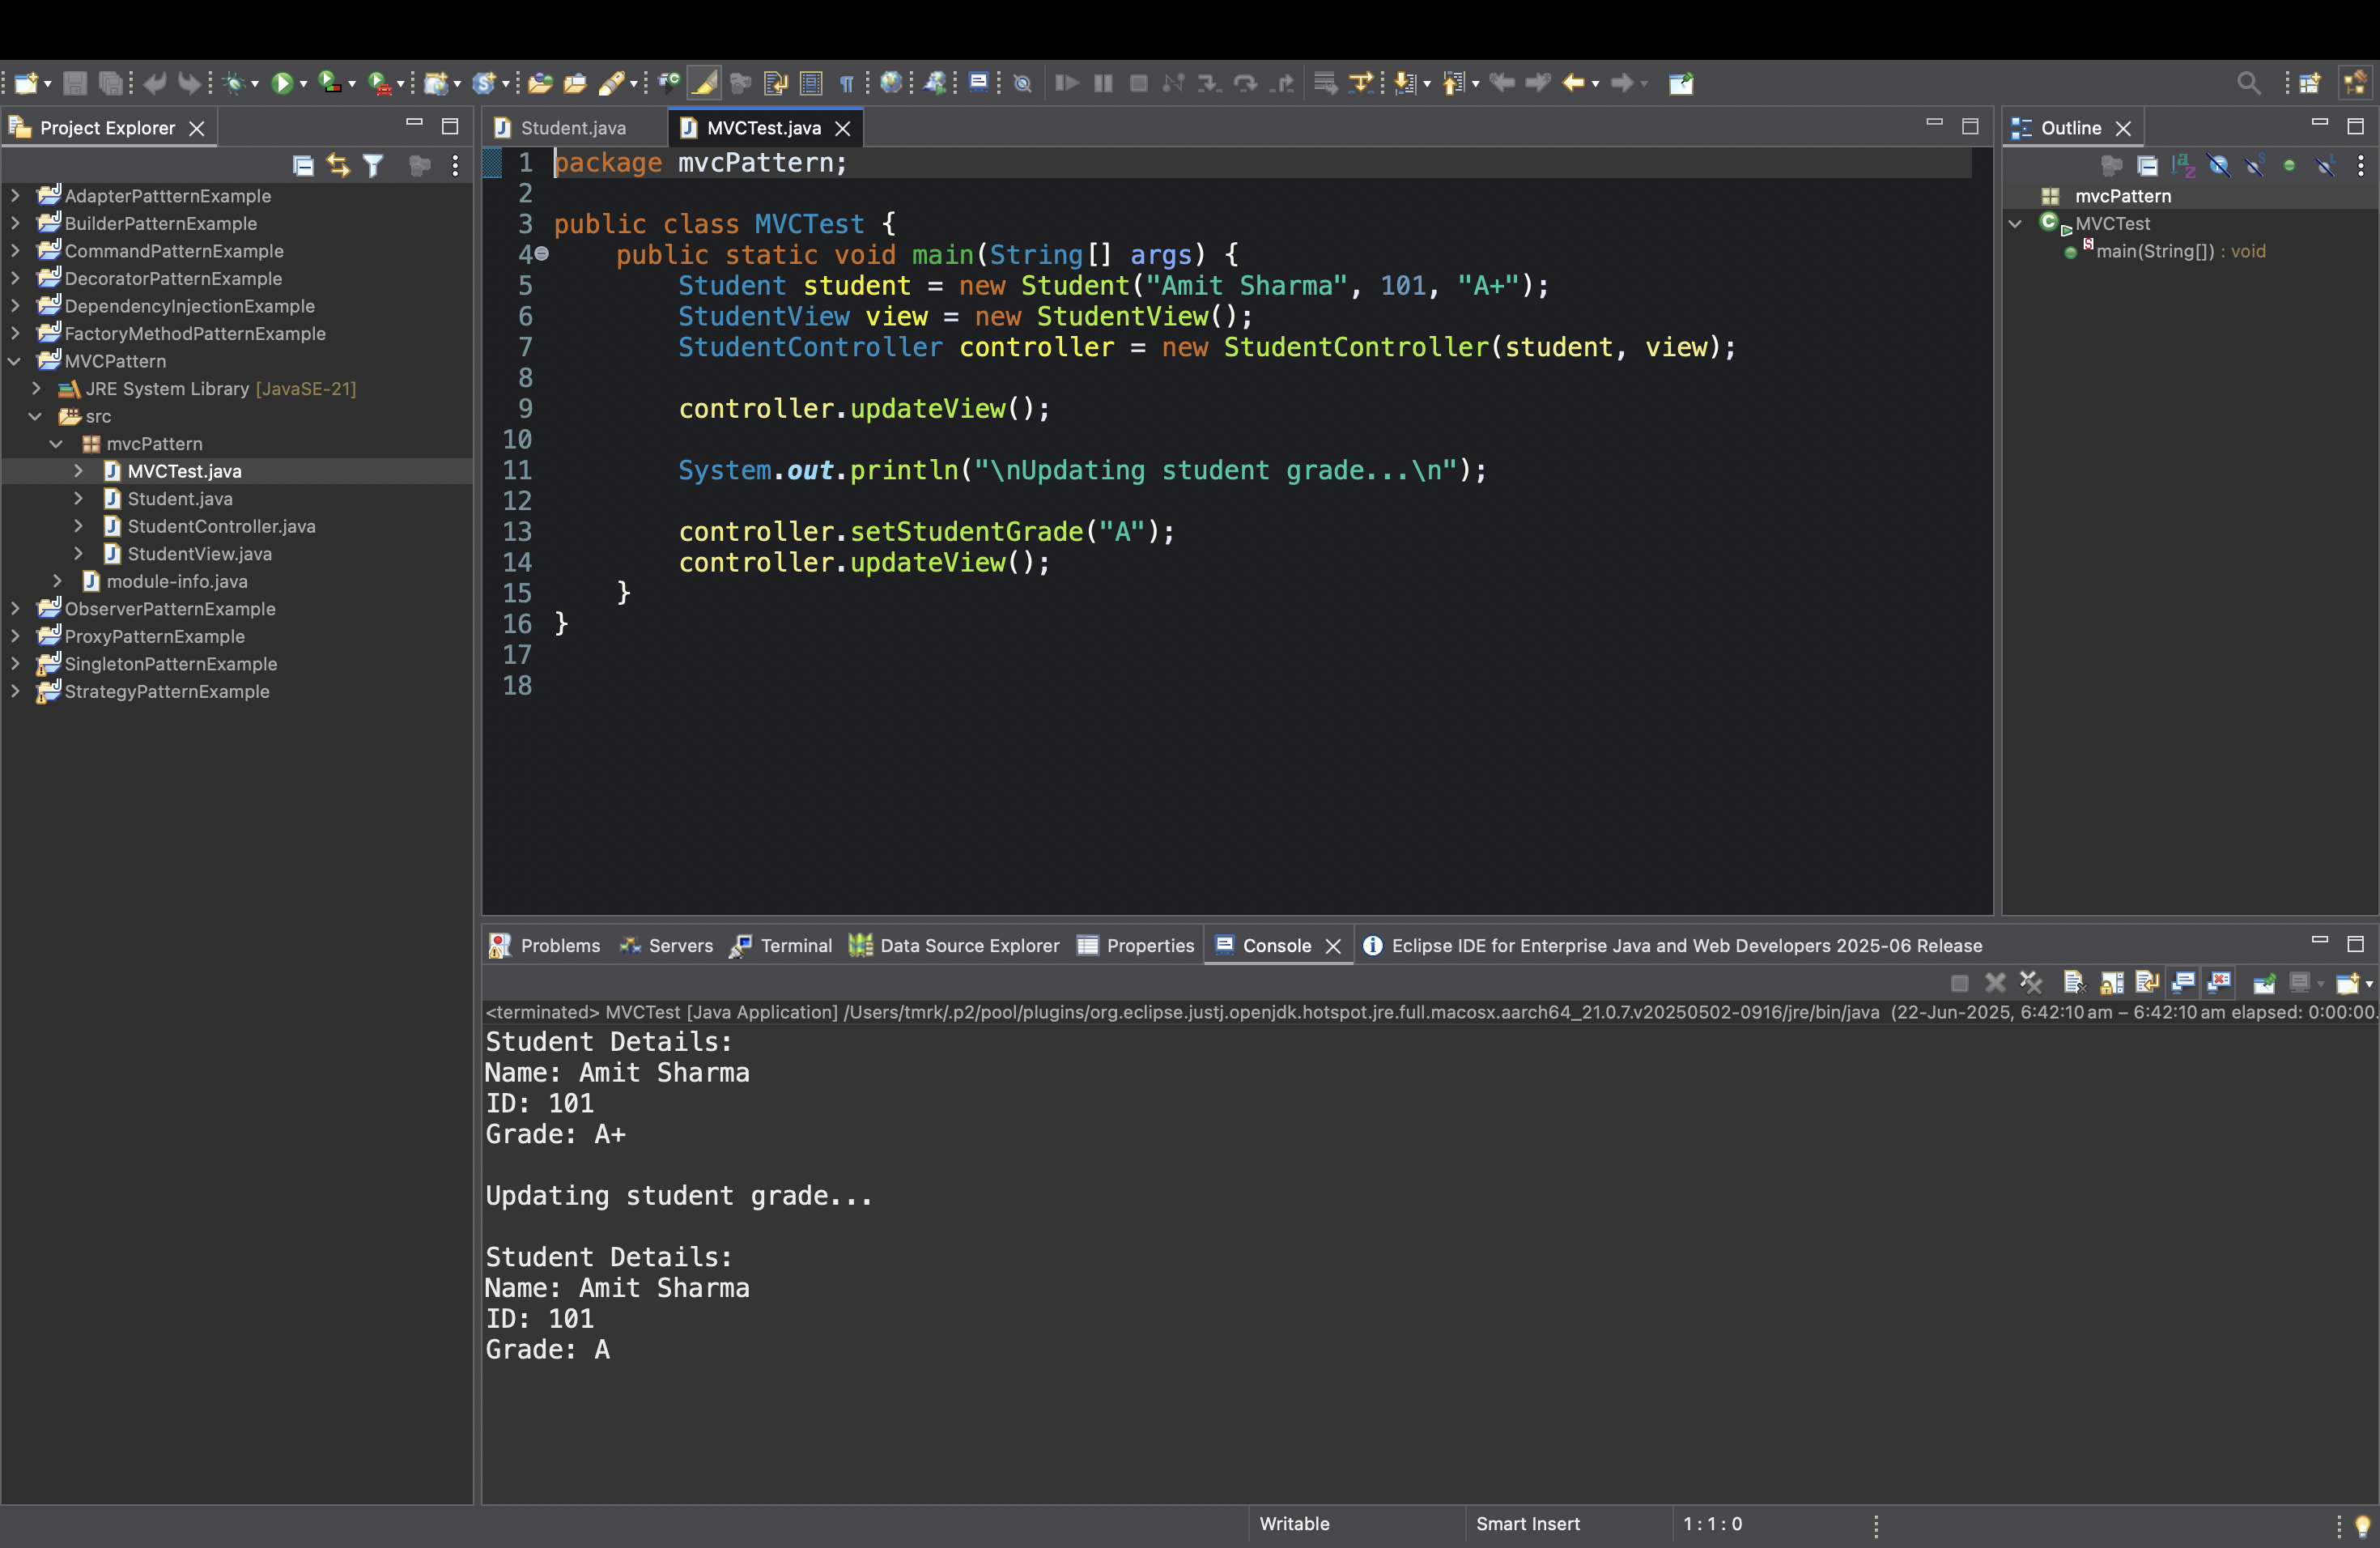 Project Explorer
AdapterPattternExample
BuilderPatternExample
CommandPatternExample
DecoratorPatternExample
DependencyInjectionExample
FactoryMethodPatternExample
MVCPattern
JRE System Library [JavaSE-21]
src
mvcPattern
MVCTest.java
Student.java
StudentController.java
StudentView.java
module-info.java
ObserverPatternExample
ProxyPatternExample
SingletonPatternExample
StrategyPatternExample
Student.java MVCTest.java
1 package mvcPattern;
2
3 public class MVCTest {
4 public static void main(String[] args) {
5 Student student = new Student("Amit Sharma", 101, "A+");
6 StudentView view = new StudentView();
7 StudentController controller = new StudentController(student, view);
8
9 controller.updateView();
10
11 System.out.println("\nUpdating student grade...\n");
12
13 controller.setStudentGrade("A");
14 controller.updateView();
15 }
16 }
17
18
Outline
mvcPattern
MVCTest
main(String[]) : void
Problems Servers Terminal Data Source Explorer Properties Console Eclipse IDE for Enterprise Java and Web Developers 2025-06 Release
<terminated> MVCTest [Java Application] /Users/tmrk/.p2/pool/plugins/org.eclipse.justj.openjdk.hotspot.jre.full.macosx.aarch64_21.0.7.v20250502-0916/jre/bin/java (22-Jun-2025, 6:42:10 am – 6:42:10 am elapsed: 0:00:00.
Student Details:
Name: Amit Sharma
ID: 101
Grade: A+
Updating student grade...
Student Details:
Name: Amit Sharma
ID: 101
Grade: A
Writable Smart Insert 1 : 1 : 0